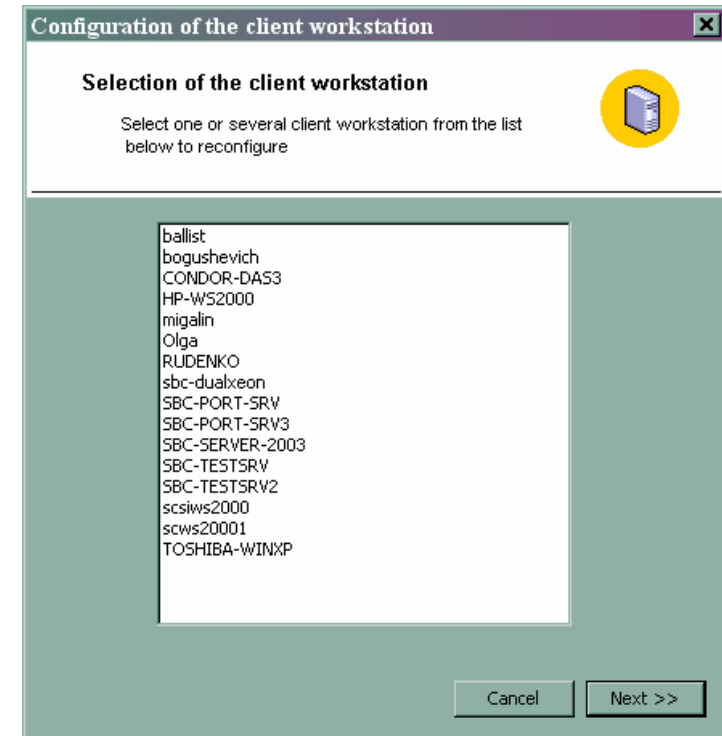 Configuration of the client workstation
Selection of the client workstation
Select one or several client workstation from the list
below to reconfigure
ballist
bogushevich
CONDOR-DAS3
HP-WS2000
migalin
Olga
RUDENKO
sbc-dualxeon
SBC-PORT-SRV
SBC-PORT-SRV3
SBC-SERVER-2003
SBC-TESTSRV
SBC-TESTSRV2
scsiws2000
scws20001
TOSHIBA-WINXP
Cancel
Next >>